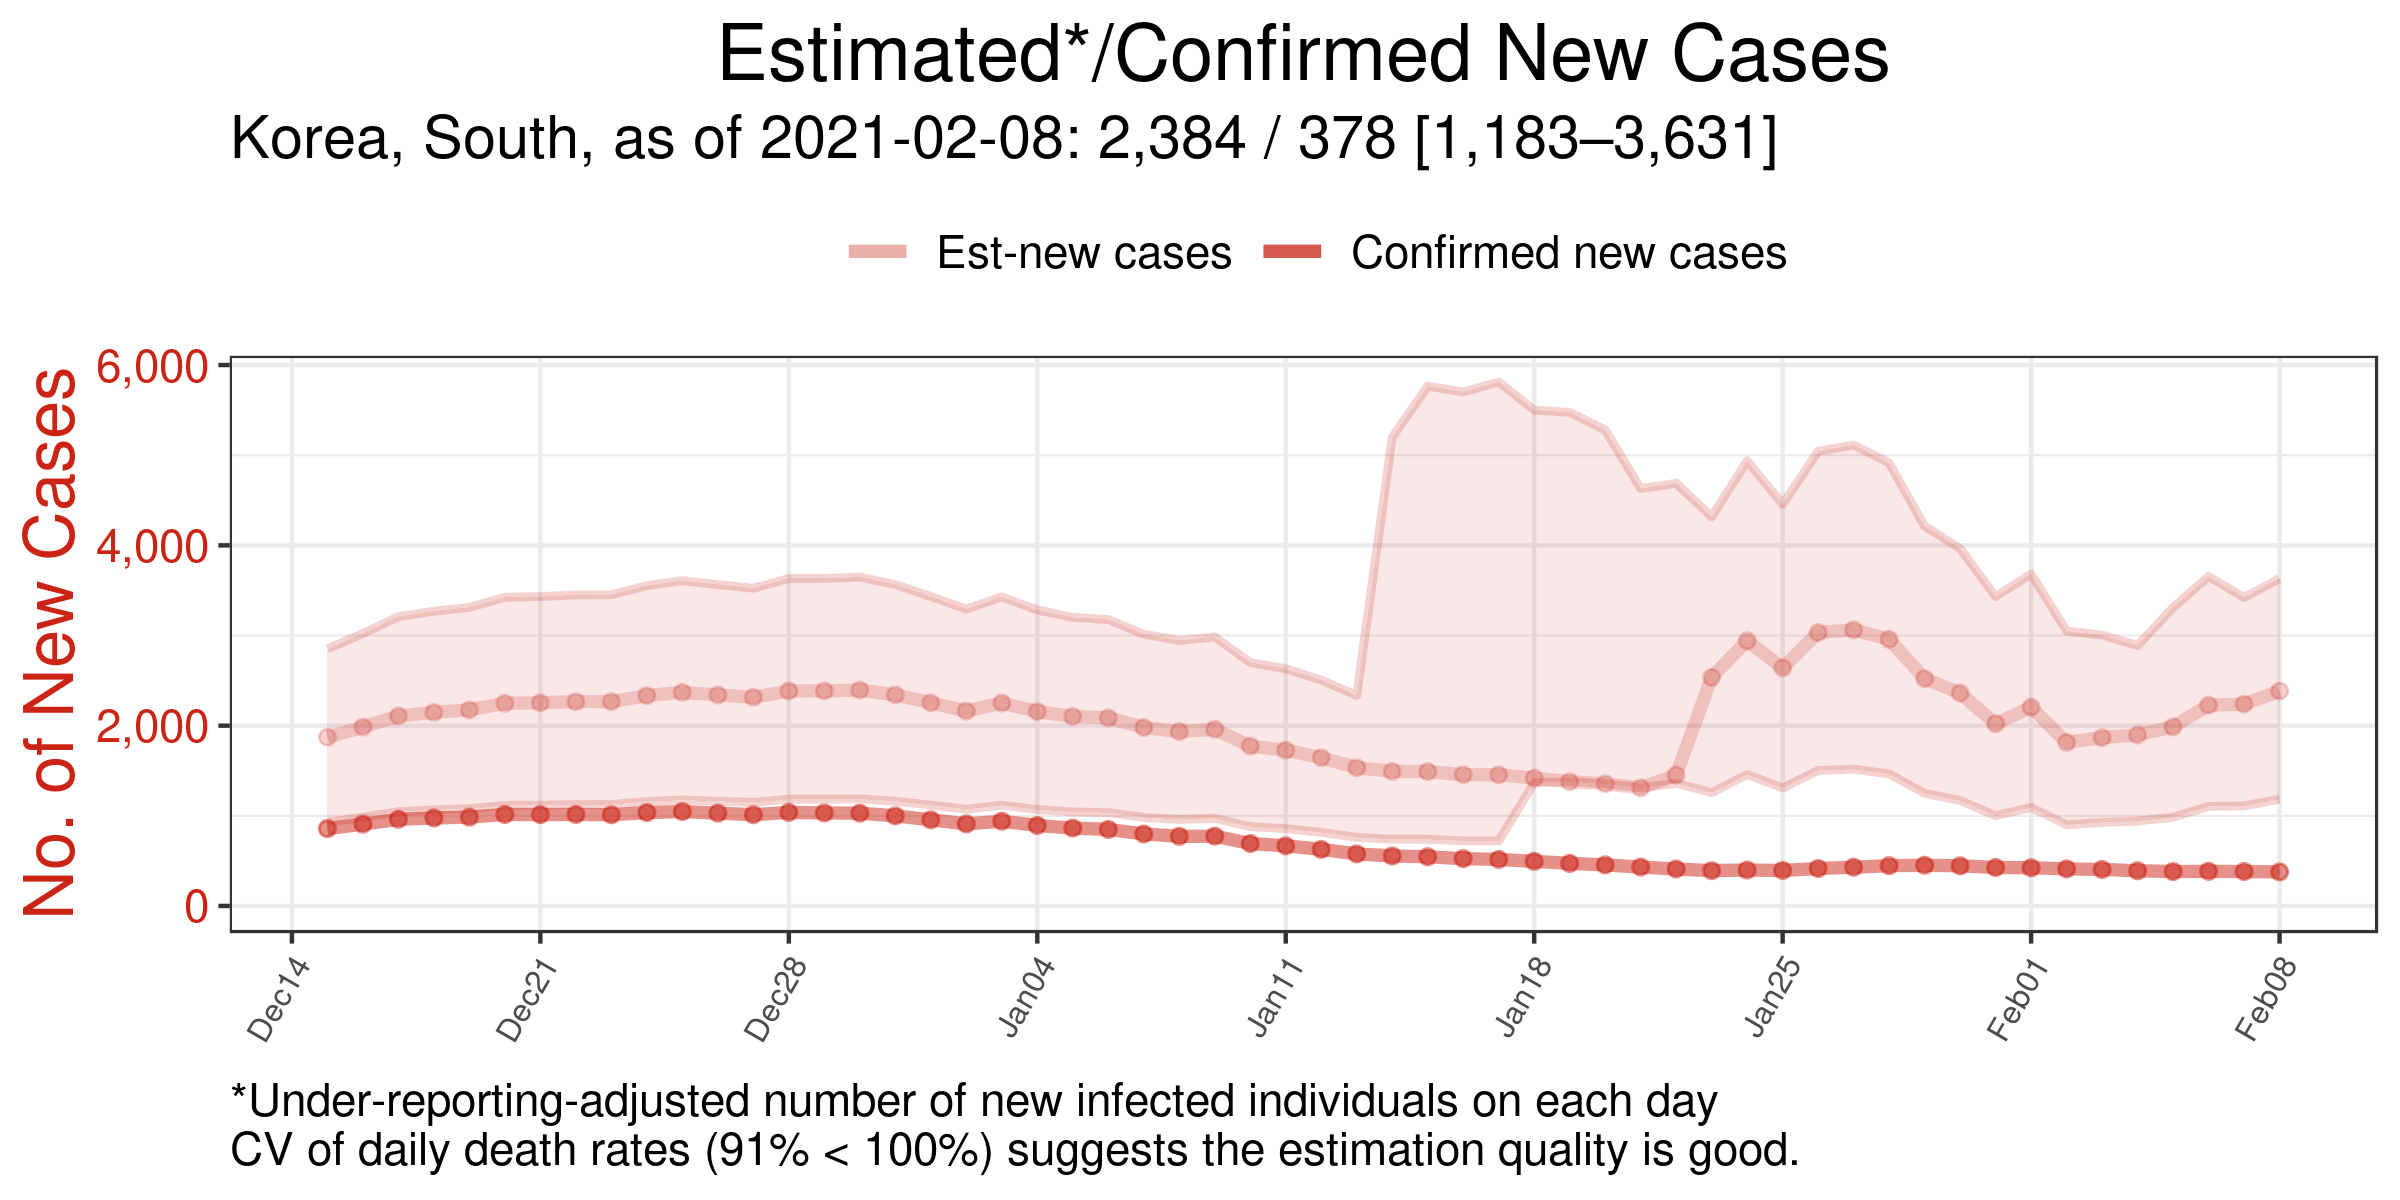 Estimated*/Confirmed New Cases
Korea, South, as of 2021-02-08: 2,384 / 378 [1,183–3,631]
Est-new cases
Confirmed new cases
No. of New Cases
6,000
4,000
2,000
0
Dec14
Dec21
Dec28
Jan04
Jan11
Jan18
Jan25
Feb01
Feb08
*Under-reporting-adjusted number of new infected individuals on each day
CV of daily death rates (91% < 100%) suggests the estimation quality is good.